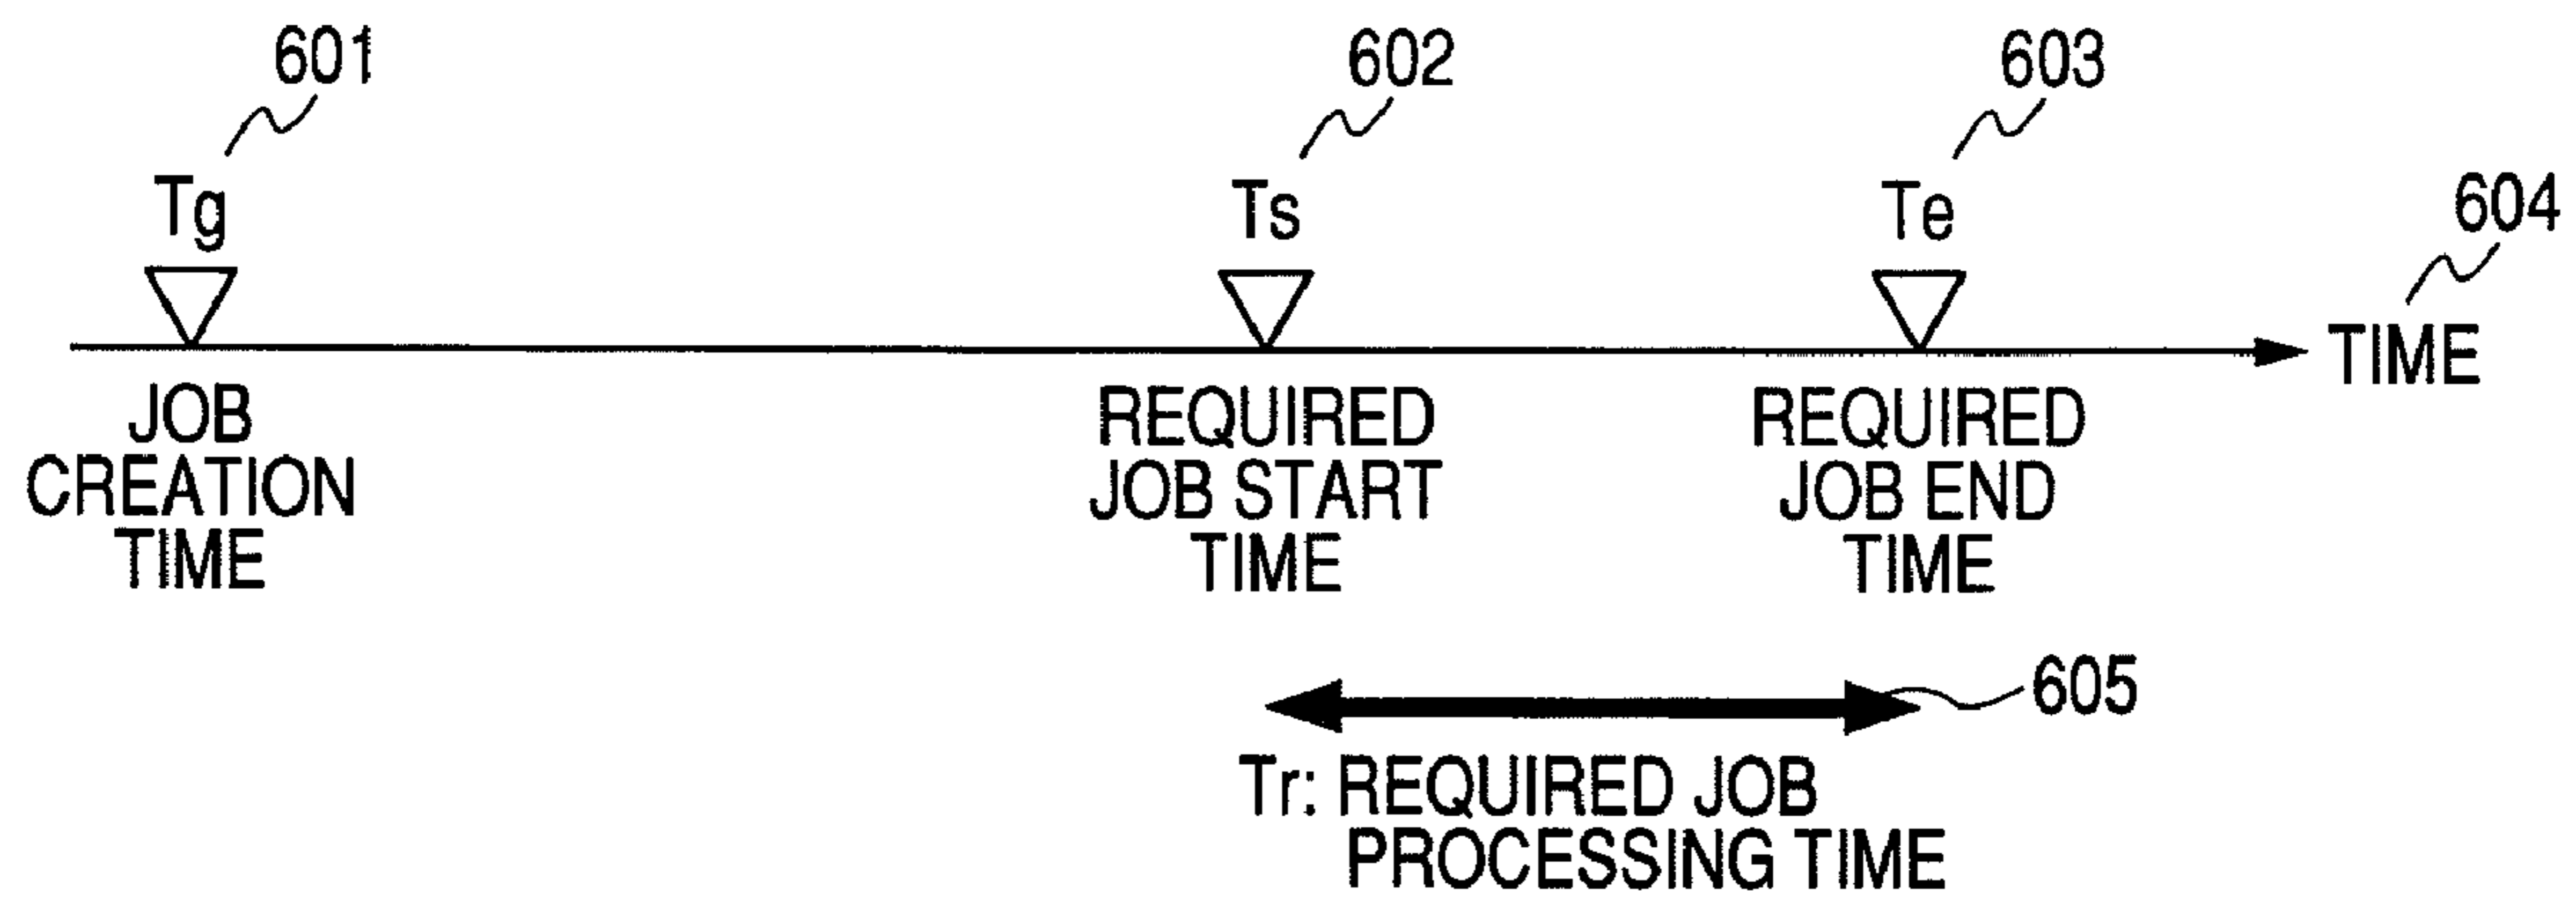 601
602
603
604
Tg
Ts
Te
TIME
JOB
CREATION
TIME
REQUIRED
JOB START
TIME
REQUIRED
JOB END
TIME
605
Tr: REQUIRED JOB
PROCESSING TIME